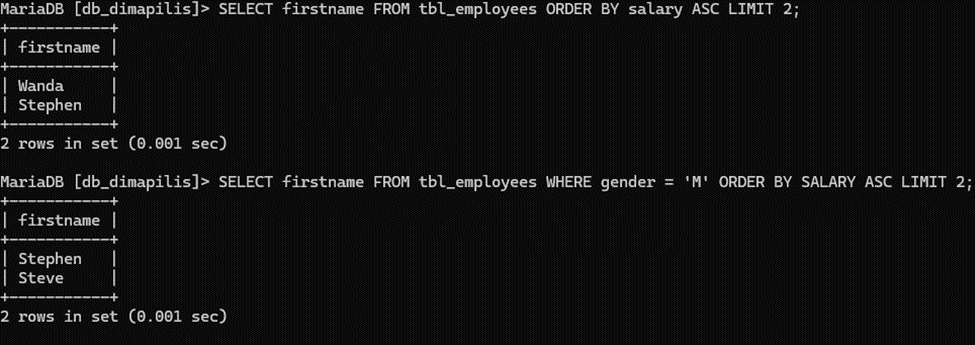 MariaDB [db_dimapilis]> SELECT firstname FROM tbl_employees ORDER BY salary ASC LIMIT 2;
+-----------+
| firstname |
+-----------+
| Wanda     |
| Stephen   |
+-----------+
2 rows in set (0.001 sec)

MariaDB [db_dimapilis]> SELECT firstname FROM tbl_employees WHERE gender = 'M' ORDER BY SALARY ASC LIMIT 2;
+-----------+
| firstname |
+-----------+
| Stephen   |
| Steve     |
+-----------+
2 rows in set (0.001 sec)